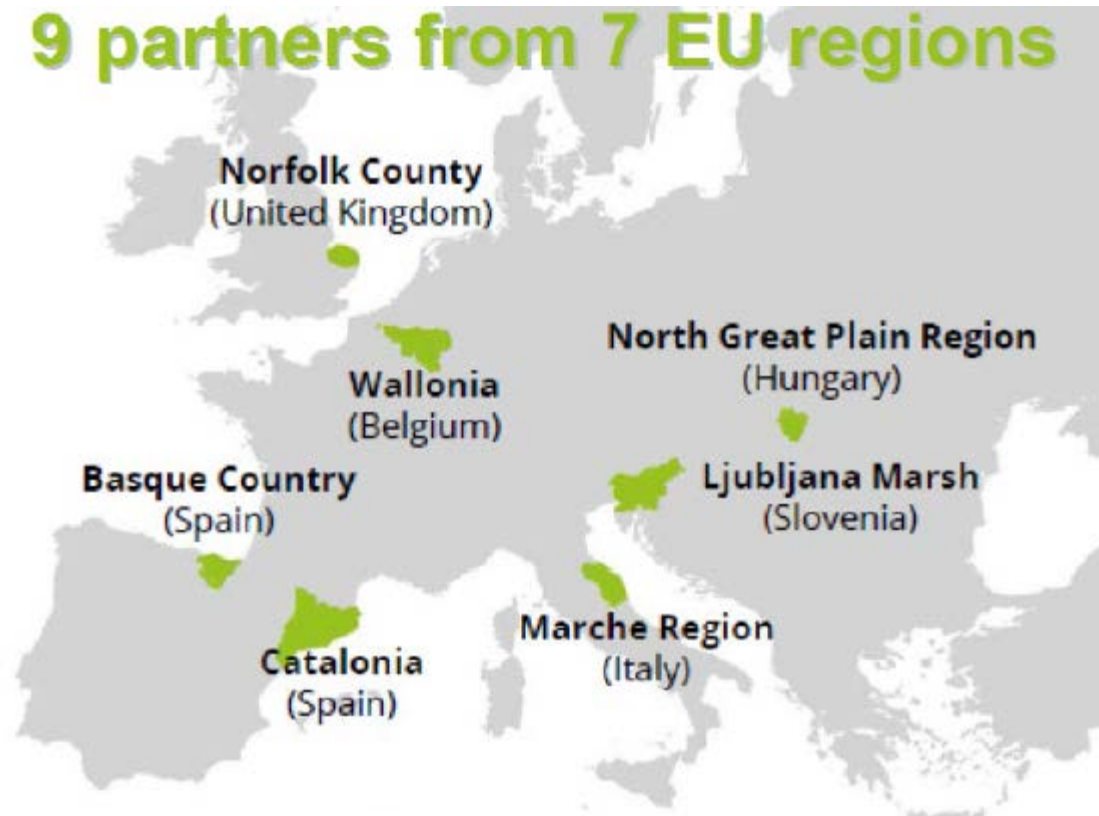 9 partners from 7 EU regions
Norfolk County
(United Kingdom)
North Great Plain Region
(Hungary)
Wallonia
(Belgium)
Basque Country
(Spain)
Ljubljana Marsh
(Slovenia)
Marche Region
(Italy)
Catalonia
(Spain)